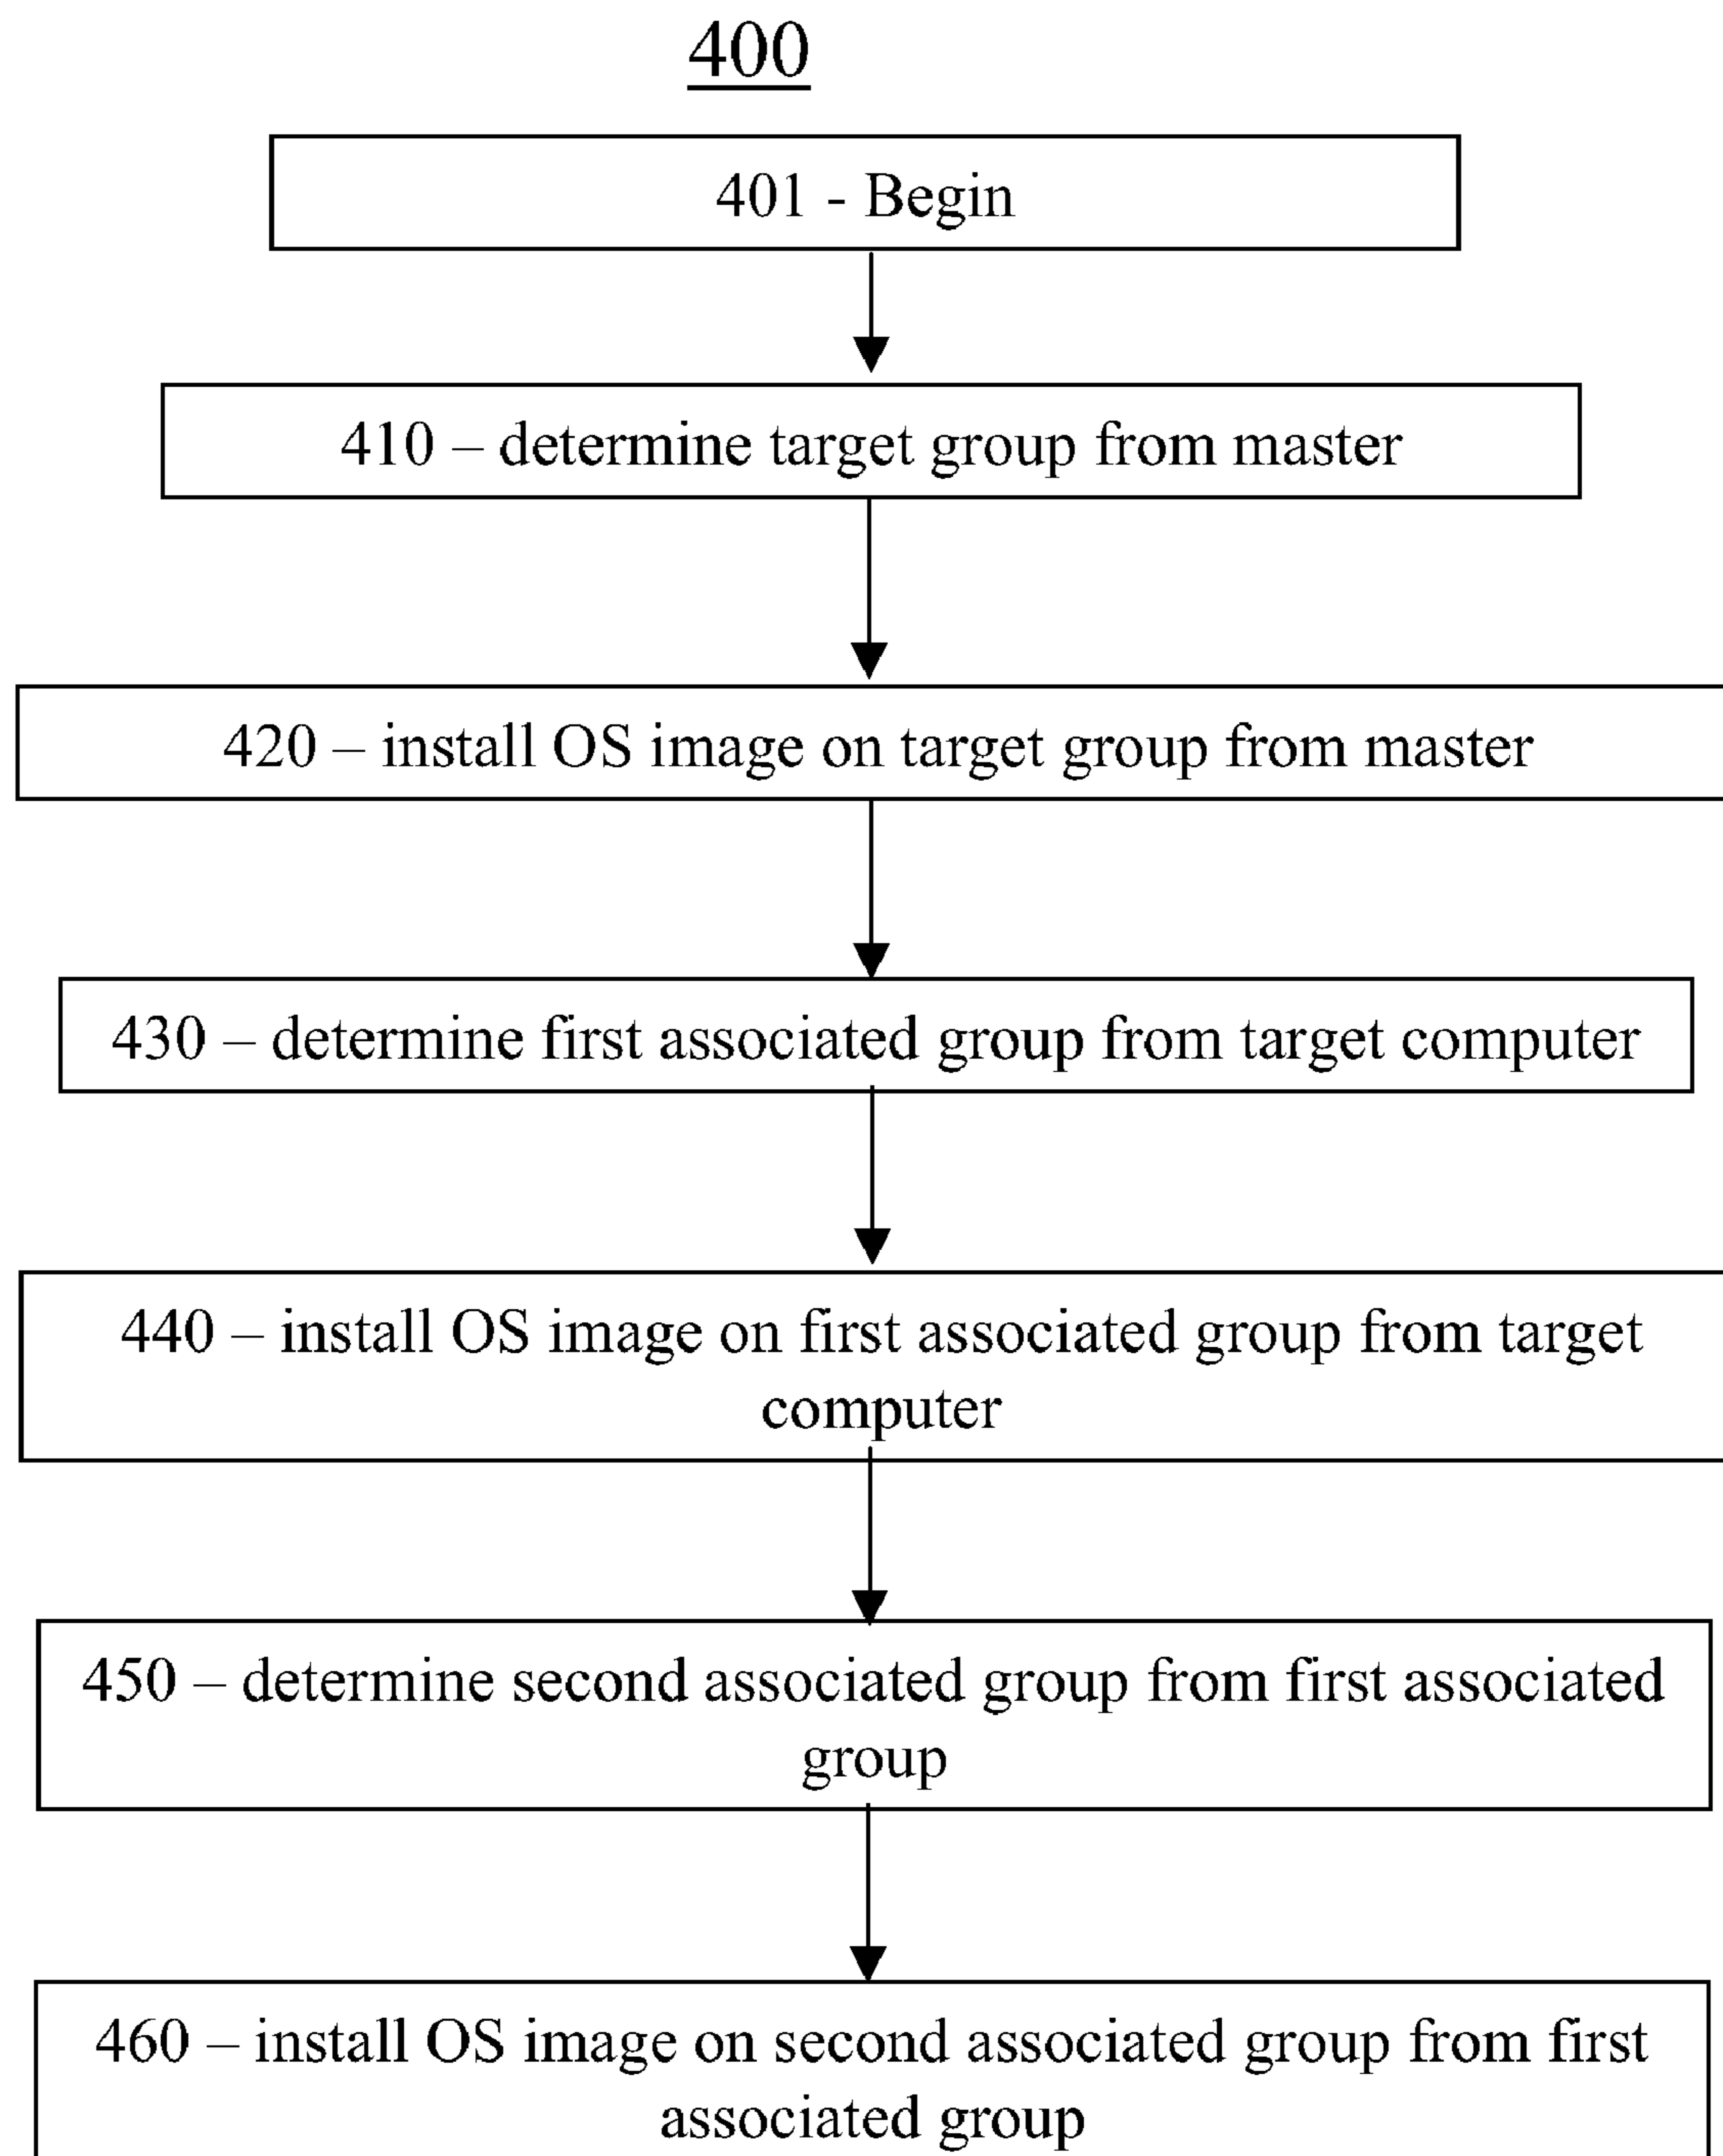 400
401 - Begin
410 – determine target group from master
420 – install OS image on target group from master
430 – determine first associated group from target computer
440 – install OS image on first associated group from target
computer
450 – determine second associated group from first associated
group
460 – install OS image on second associated group from first
associated group